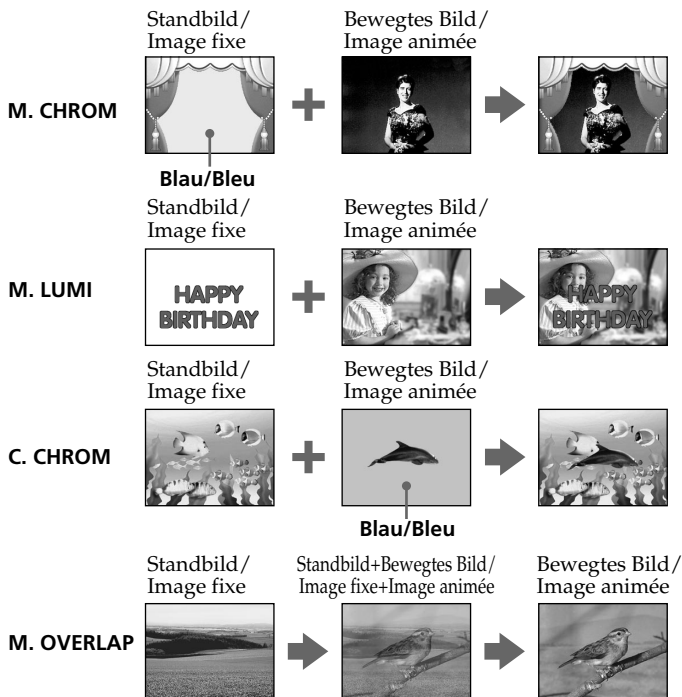 Standbild/
Image fixe
Bewegtes Bild/
Image animée
M. CHROM
Blau/Bleu
Standbild/
Image fixe
Bewegtes Bild/
Image animée
M. LUMI
HAPPY
BIRTHDAY
HAPPY
BIRTHDAY
Standbild/
Image fixe
Bewegtes Bild/
Image animée
C. CHROM
Blau/Bleu
Standbild/
Image fixe
Standbild+Bewegtes Bild/
Image fixe+Image animée
Bewegtes Bild/
Image animée
M. OVERLAP